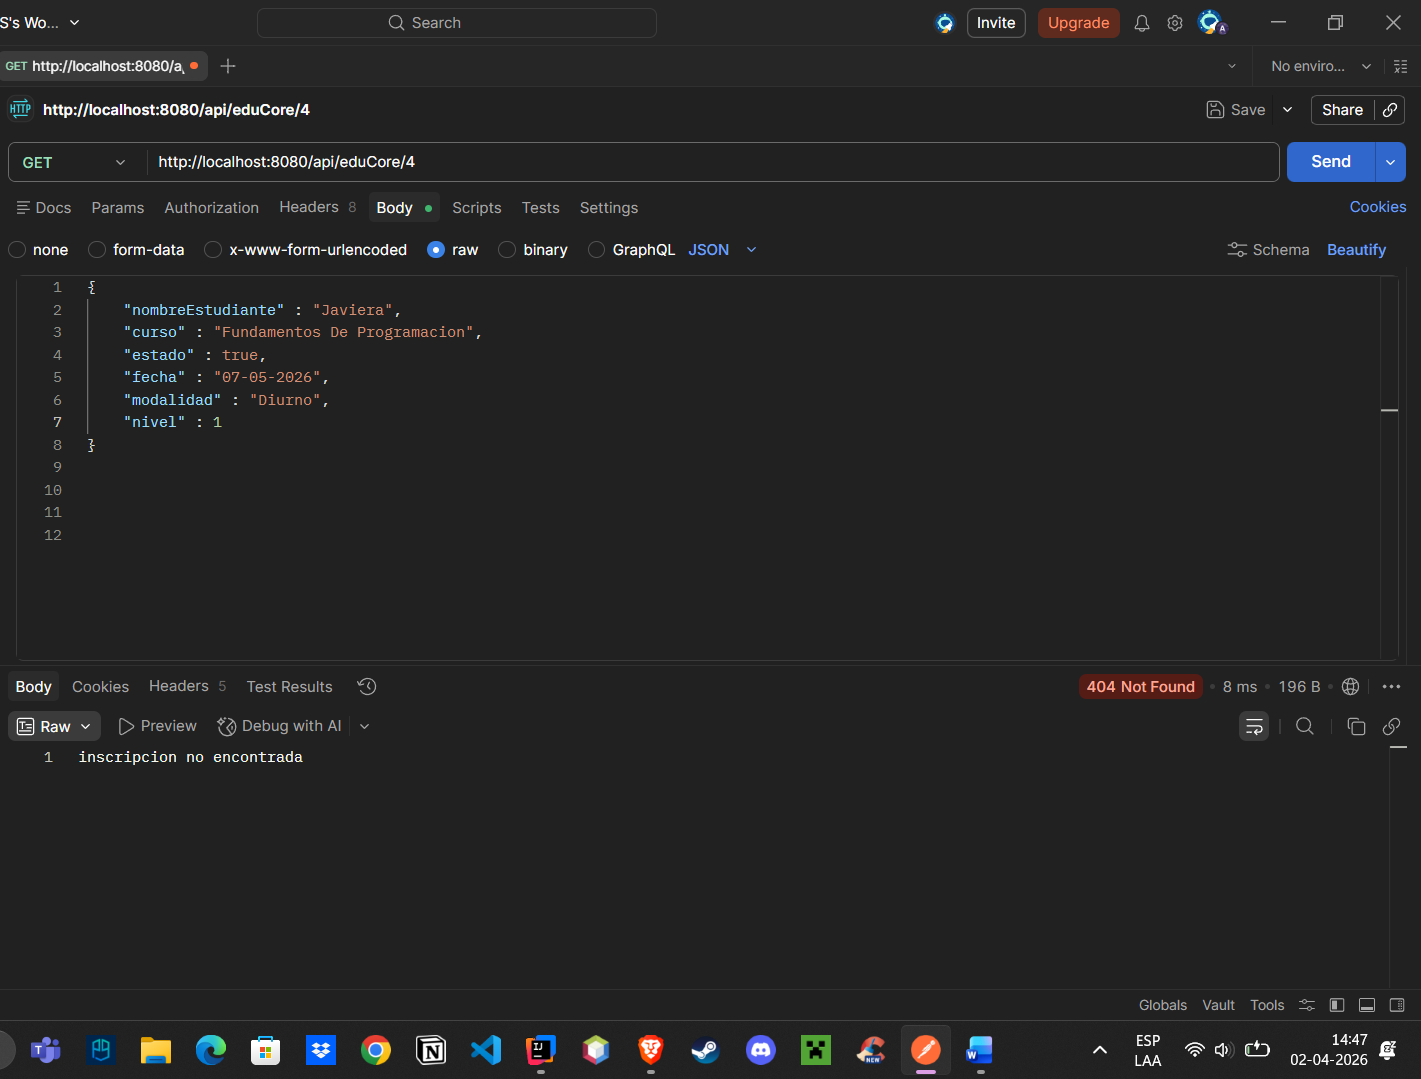 S's Wo...
Search
Invite
Upgrade
A
GET http://localhost:8080/a
No enviro...
HTTP http://localhost:8080/api/eduCore/4
Save
Share
GET
http://localhost:8080/api/eduCore/4
Send
Docs Params Authorization Headers 8 Body Scripts Tests Settings
Cookies
none form-data x-www-form-urlencoded raw binary GraphQL JSON
Schema Beautify
1 {
2 "nombreEstudiante" : "Javiera",
3 "curso" : "Fundamentos De Programacion",
4 "estado" : true,
5 "fecha" : "07-05-2026",
6 "modalidad" : "Diurno",
7 "nivel" : 1
8 }
9
10
11
12
Body Cookies Headers 5 Test Results
404 Not Found 8 ms 196 B
Raw Preview Debug with AI
1 inscripcion no encontrada
Globals Vault Tools
T
IJ
N
NEW
W
ESP
LAA
14:47
02-04-2026